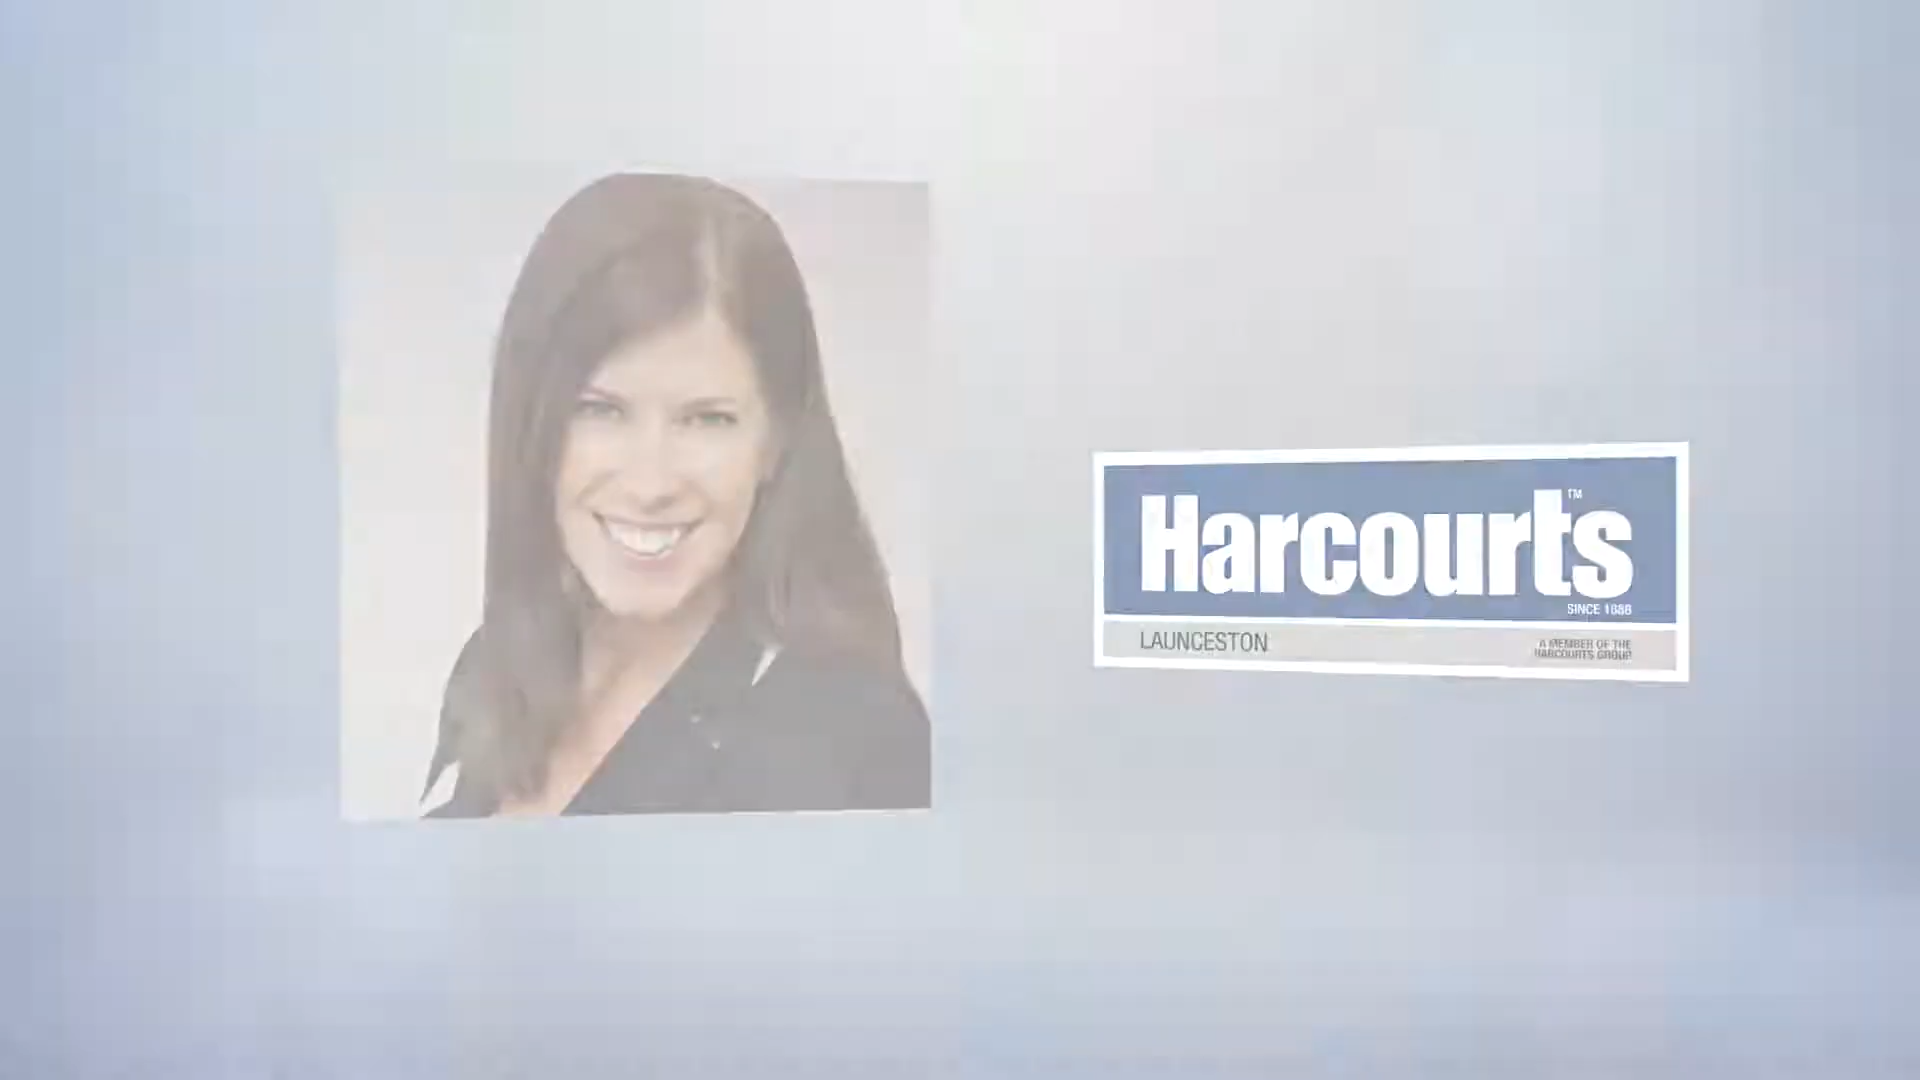 Harcourts
TM
SINCE 1888
LAUNCESTON
A MEMBER OF THE
HARCOURTS GROUP